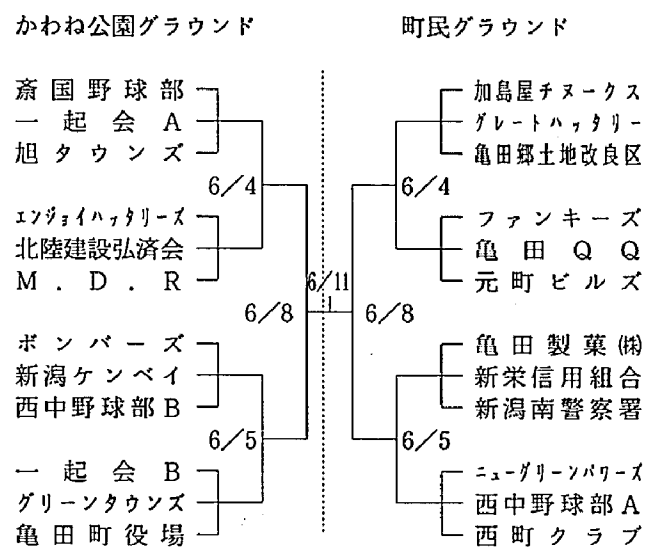 かわね公園グラウンド
斎国野球部
一起会A
旭タウンズ
6/4
エンジョイハッタリーズ
北陸建設弘済会
M.D.R
6/8
ボンバーズ
新潟ケンベイ
西中野球部B
6/5
一起会B
グリーンタウンズ
亀田町役場
6/11
町民グラウンド
加島屋チヌークス
グレートハッタリー
亀田郷土地改良区
6/4
ファンキーズ
亀田QQ
元町ビルズ
6/8
亀田製菓㈱
新栄信用組合
新潟南警察署
6/5
ニューグリーンパワーズ
西中野球部A
西町クラブ